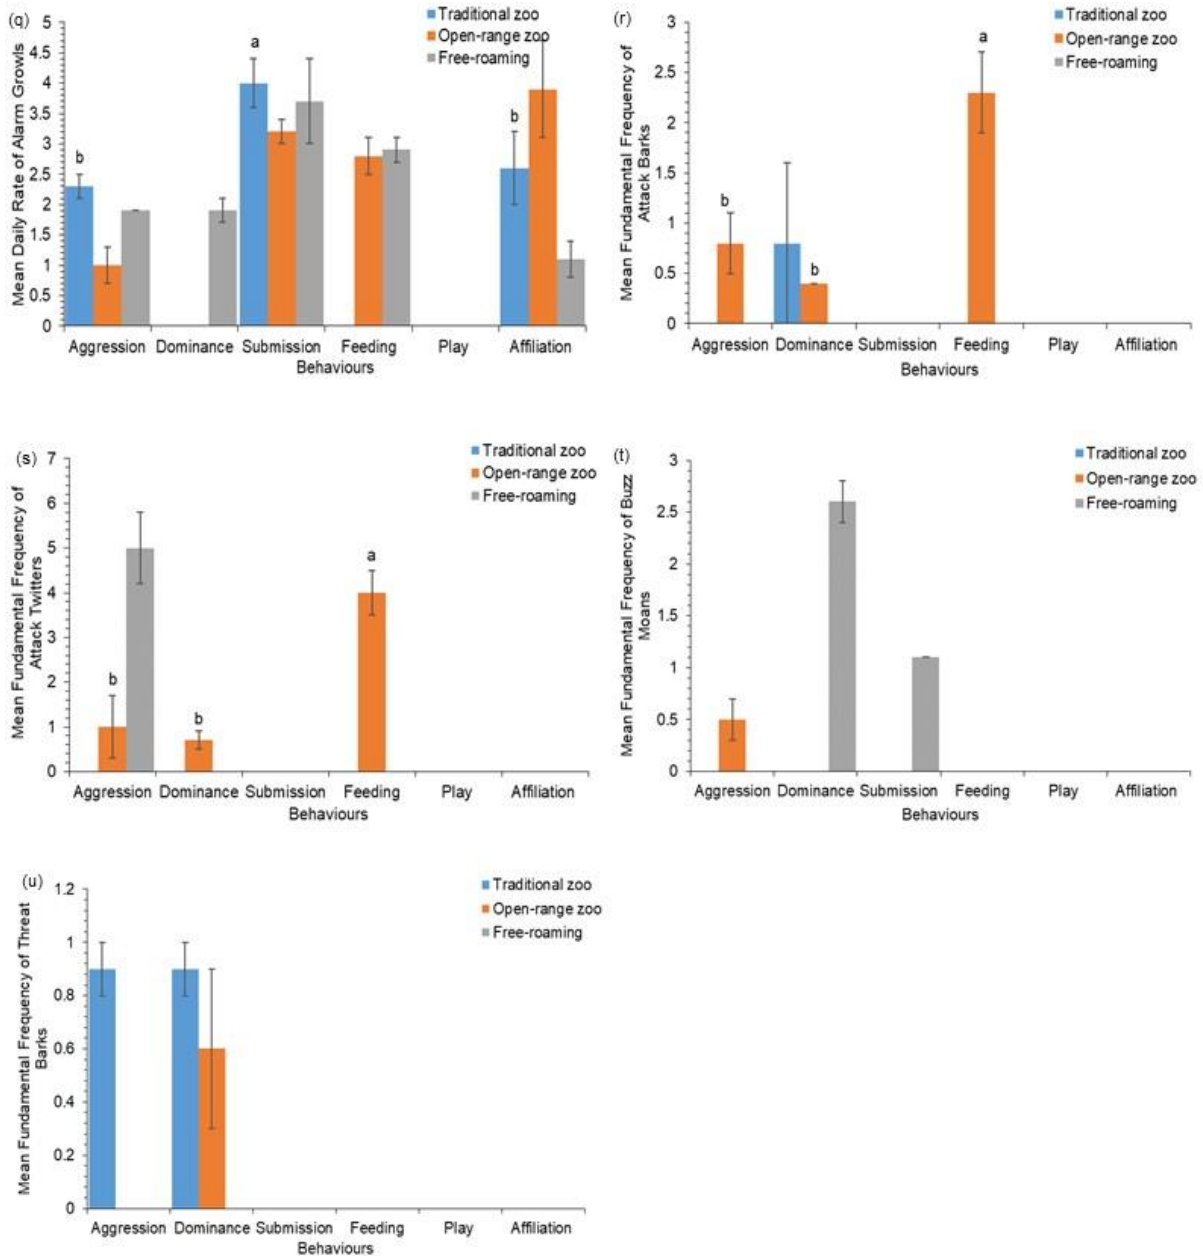 (q)
Mean Daily Rate of Alarm Growls
5
4.5
4
3.5
3
2.5
2
1.5
1
0.5
0
Traditional zoo
Open-range zoo
Free-roaming
b
a
b
Aggression Dominance Submission Feeding Play Affiliation
Behaviours
(r)
Mean Fundamental Frequency of
Attack Barks
3
2.5
2
1.5
1
0.5
0
Traditional zoo
Open-range zoo
Free-roaming
b
b
a
Aggression Dominance Submission Feeding Play Affiliation
Behaviours
(s)
Mean Fundamental Frequency of
Attack Twitters
7
6
5
4
3
2
1
0
Traditional zoo
Open-range zoo
Free-roaming
b
b
a
Aggression Dominance Submission Feeding Play Affiliation
Behaviours
(t)
Mean Fundamental Frequency of Buzz
Moans
3
2.5
2
1.5
1
0.5
0
Traditional zoo
Open-range zoo
Free-roaming
Aggression Dominance Submission Feeding Play Affiliation
Behaviours
(u)
Mean Fundamental Frequency of Threat
Barks
1.2
1
0.8
0.6
0.4
0.2
0
Traditional zoo
Open-range zoo
Free-roaming
Aggression Dominance Submission Feeding Play Affiliation
Behaviours